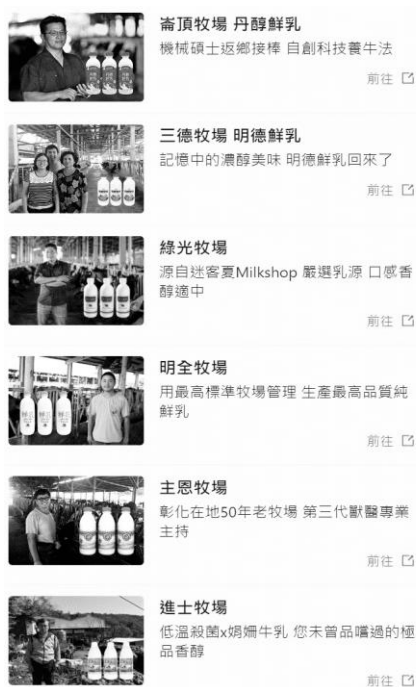 崙頂牧場 丹醇鮮乳
機械碩士返鄉接棒 自創科技養牛法
前往
三德牧場 明德鮮乳
記憶中的濃醇美味 明德鮮乳回來了
前往
綠光牧場
源自迷客夏Milkshop 嚴選乳源 口感香
醇適中
前往
明全牧場
用最高標準牧場管理 生產最高品質純
鮮乳
前往
主恩牧場
彰化在地50年老牧場 第三代獸醫專業
主持
前往
進士牧場
低溫殺菌x娟姍牛乳 您未曾品嚐過的極
品香醇
前往